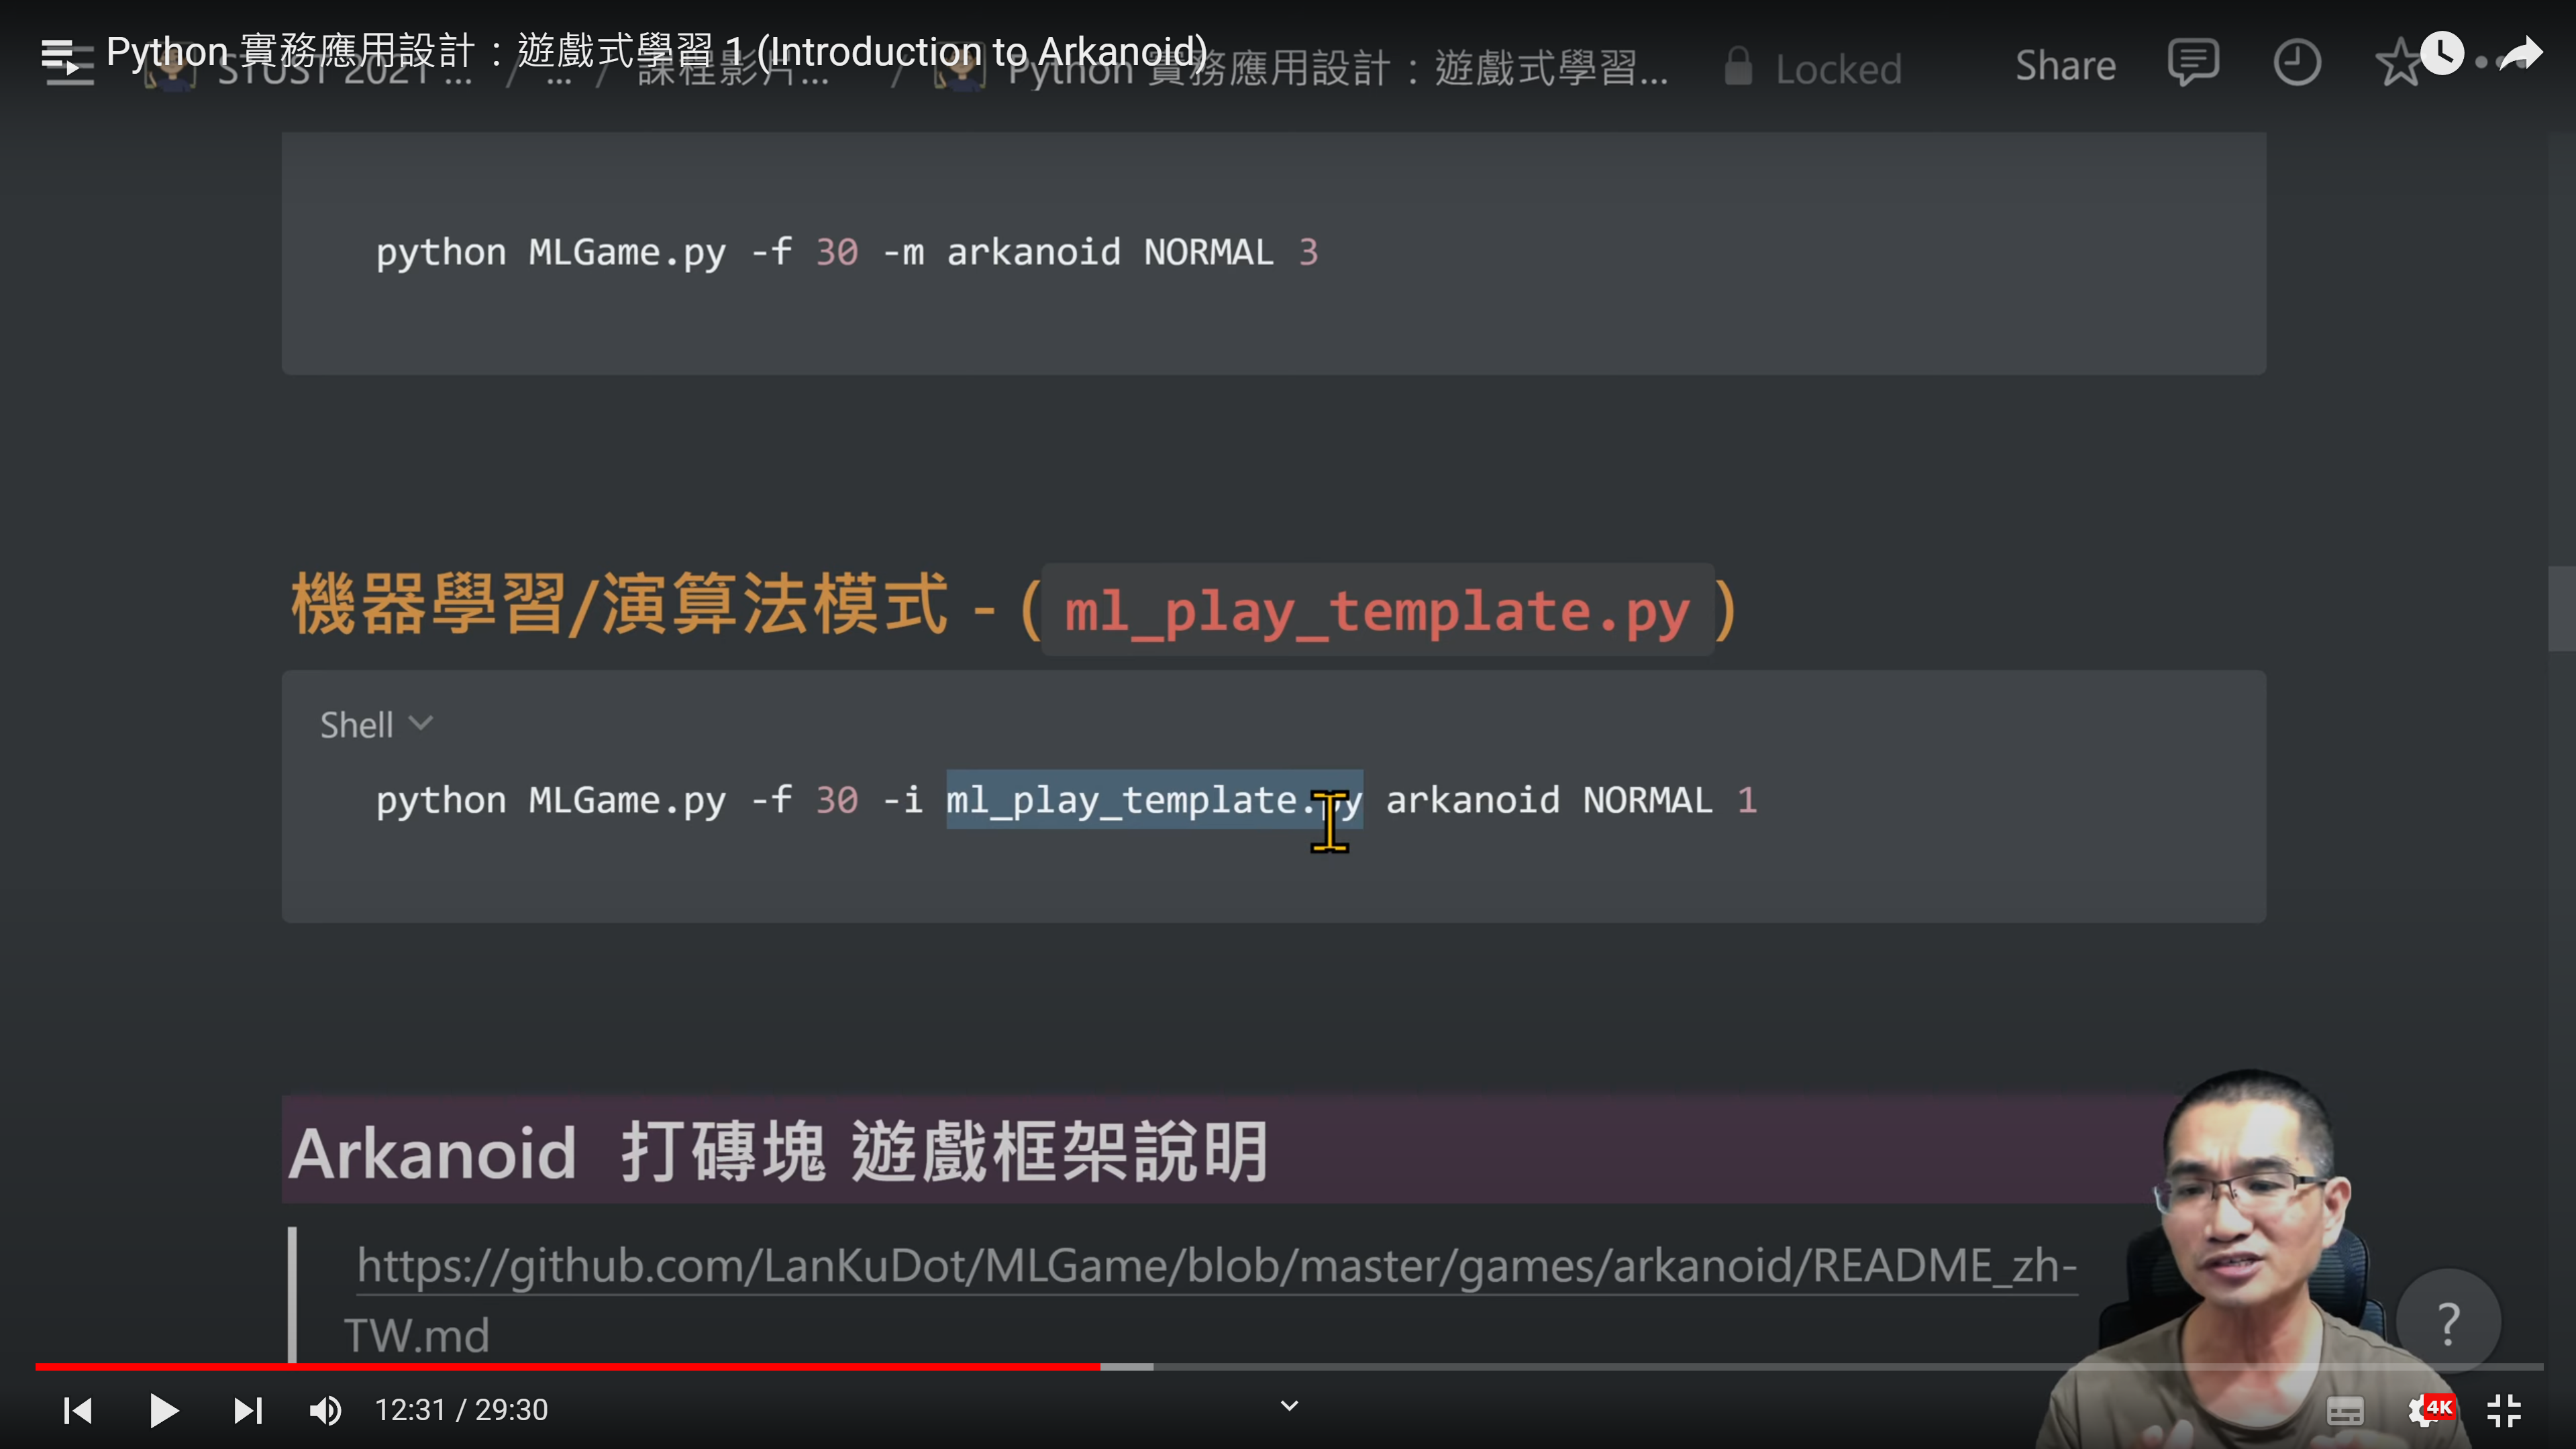 Python 實務應用設計：遊戲式學習 1 (Introduction to Arkanoid)
STUST 2021 ... / ... / 課程影片... / Python 實務應用設計：遊戲式學習... Locked Share
python MLGame.py -f 30 -m arkanoid NORMAL 3
機器學習/演算法模式 - ( ml_play_template.py )
Shell
python MLGame.py -f 30 -i ml_play_template.py arkanoid NORMAL 1
Arkanoid 打磚塊 遊戲框架說明
https://github.com/LanKuDot/MLGame/blob/master/games/arkanoid/README_zh-
TW.md
?
12:31 / 29:30
4K